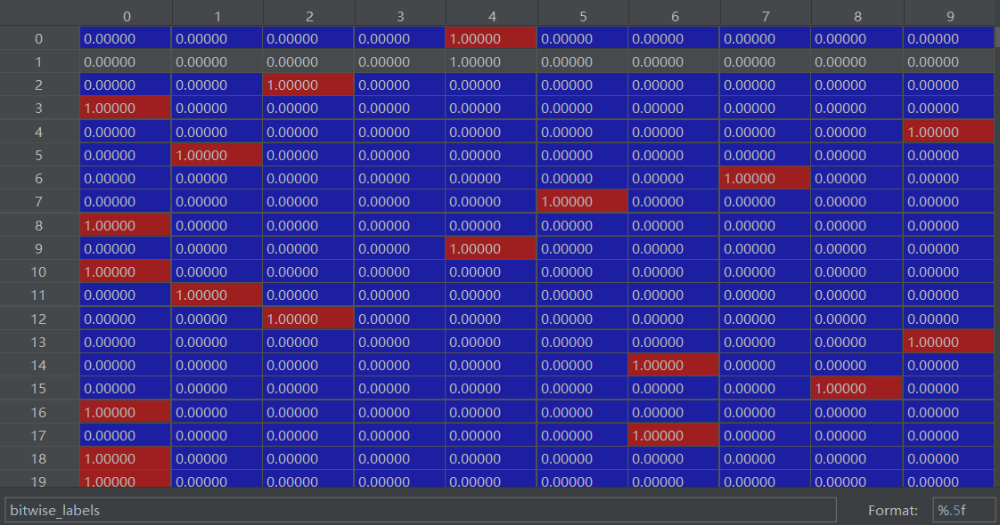 0 1 2 3 4 5 6 7 8 9
0 0.00000 0.00000 0.00000 0.00000 1.00000 0.00000 0.00000 0.00000 0.00000 0.00000
1 0.00000 0.00000 0.00000 0.00000 1.00000 0.00000 0.00000 0.00000 0.00000 0.00000
2 0.00000 0.00000 1.00000 0.00000 0.00000 0.00000 0.00000 0.00000 0.00000 0.00000
3 1.00000 0.00000 0.00000 0.00000 0.00000 0.00000 0.00000 0.00000 0.00000 0.00000
4 0.00000 0.00000 0.00000 0.00000 0.00000 0.00000 0.00000 0.00000 0.00000 1.00000
5 0.00000 1.00000 0.00000 0.00000 0.00000 0.00000 0.00000 0.00000 0.00000 0.00000
6 0.00000 0.00000 0.00000 0.00000 0.00000 0.00000 0.00000 1.00000 0.00000 0.00000
7 0.00000 0.00000 0.00000 0.00000 0.00000 1.00000 0.00000 0.00000 0.00000 0.00000
8 1.00000 0.00000 0.00000 0.00000 0.00000 0.00000 0.00000 0.00000 0.00000 0.00000
9 0.00000 0.00000 0.00000 0.00000 1.00000 0.00000 0.00000 0.00000 0.00000 0.00000
10 1.00000 0.00000 0.00000 0.00000 0.00000 0.00000 0.00000 0.00000 0.00000 0.00000
11 0.00000 1.00000 0.00000 0.00000 0.00000 0.00000 0.00000 0.00000 0.00000 0.00000
12 0.00000 0.00000 1.00000 0.00000 0.00000 0.00000 0.00000 0.00000 0.00000 0.00000
13 0.00000 0.00000 0.00000 0.00000 0.00000 0.00000 0.00000 0.00000 0.00000 1.00000
14 0.00000 0.00000 0.00000 0.00000 0.00000 0.00000 1.00000 0.00000 0.00000 0.00000
15 0.00000 0.00000 0.00000 0.00000 0.00000 0.00000 0.00000 0.00000 1.00000 0.00000
16 1.00000 0.00000 0.00000 0.00000 0.00000 0.00000 0.00000 0.00000 0.00000 0.00000
17 0.00000 0.00000 0.00000 0.00000 0.00000 0.00000 1.00000 0.00000 0.00000 0.00000
18 1.00000 0.00000 0.00000 0.00000 0.00000 0.00000 0.00000 0.00000 0.00000 0.00000
19 1.00000 0.00000 0.00000 0.00000 0.00000 0.00000 0.00000 0.00000 0.00000 0.00000
bitwise_labels Format: %.5f